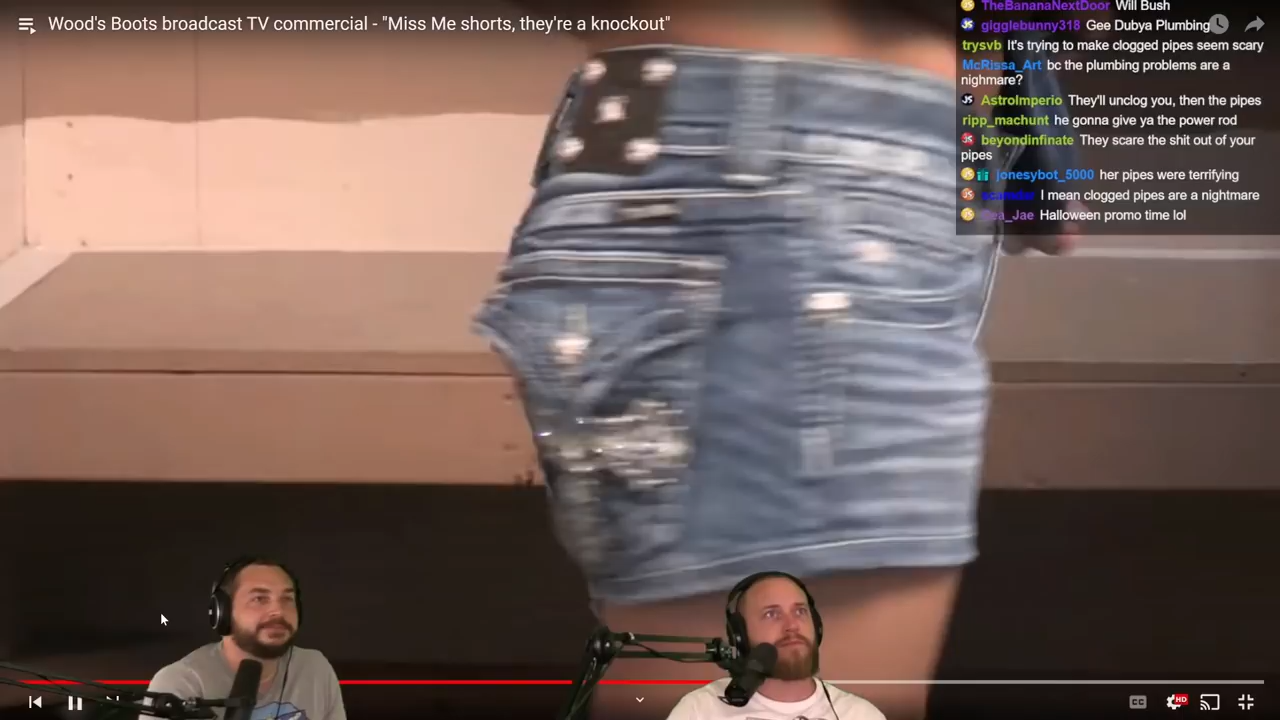 Wood's Boots broadcast TV commercial - "Miss Me shorts, they're a knockout"
TheBananaNextDoor Will Bush
gigglebunny318 Gee Dubya Plumbing
trysvb It's trying to make clogged pipes seem scary
McRissa_Art bc the plumbing problems are a
nighmare?
AstroImperio They'll unclog you, then the pipes
ripp_machunt he gonna give ya the power rod
beyondinfinate They scare the shit out of your
pipes
jonesybot_5000 her pipes were terrifying
I mean clogged pipes are a nightmare
Halloween promo time lol
CC HD